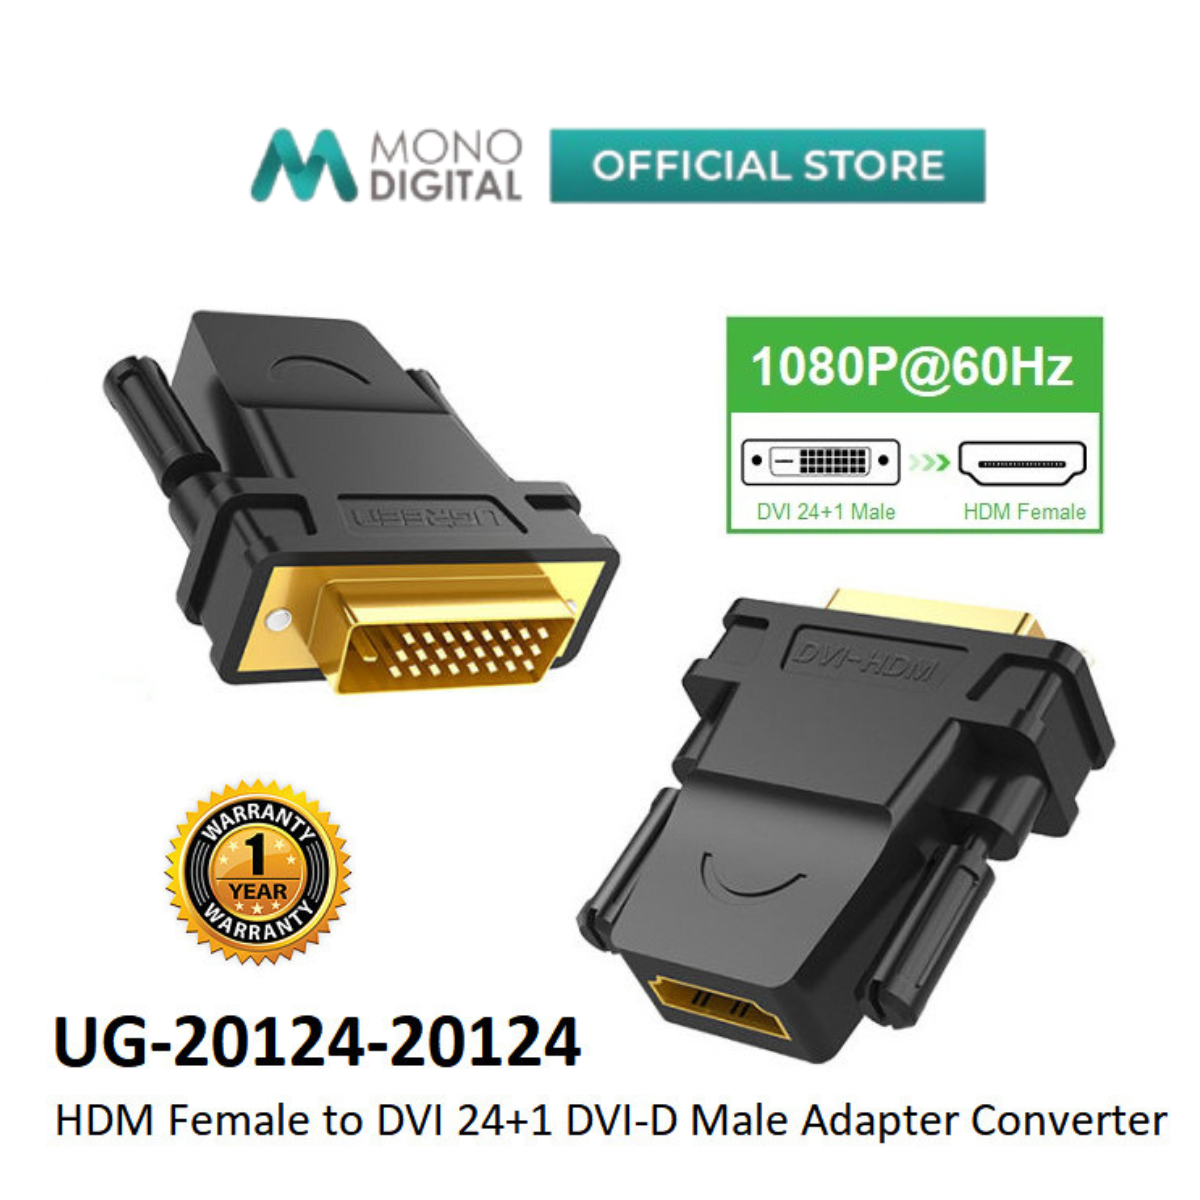 MONO
DIGITAL
OFFICIAL STORE
1080P@60Hz
DVI 24+1 Male
HDM Female
UGREEN
DVI-HDM
WARRANTY
1
YEAR
WARRANTY
UG-20124-20124
HDM Female to DVI 24+1 DVI-D Male Adapter Converter